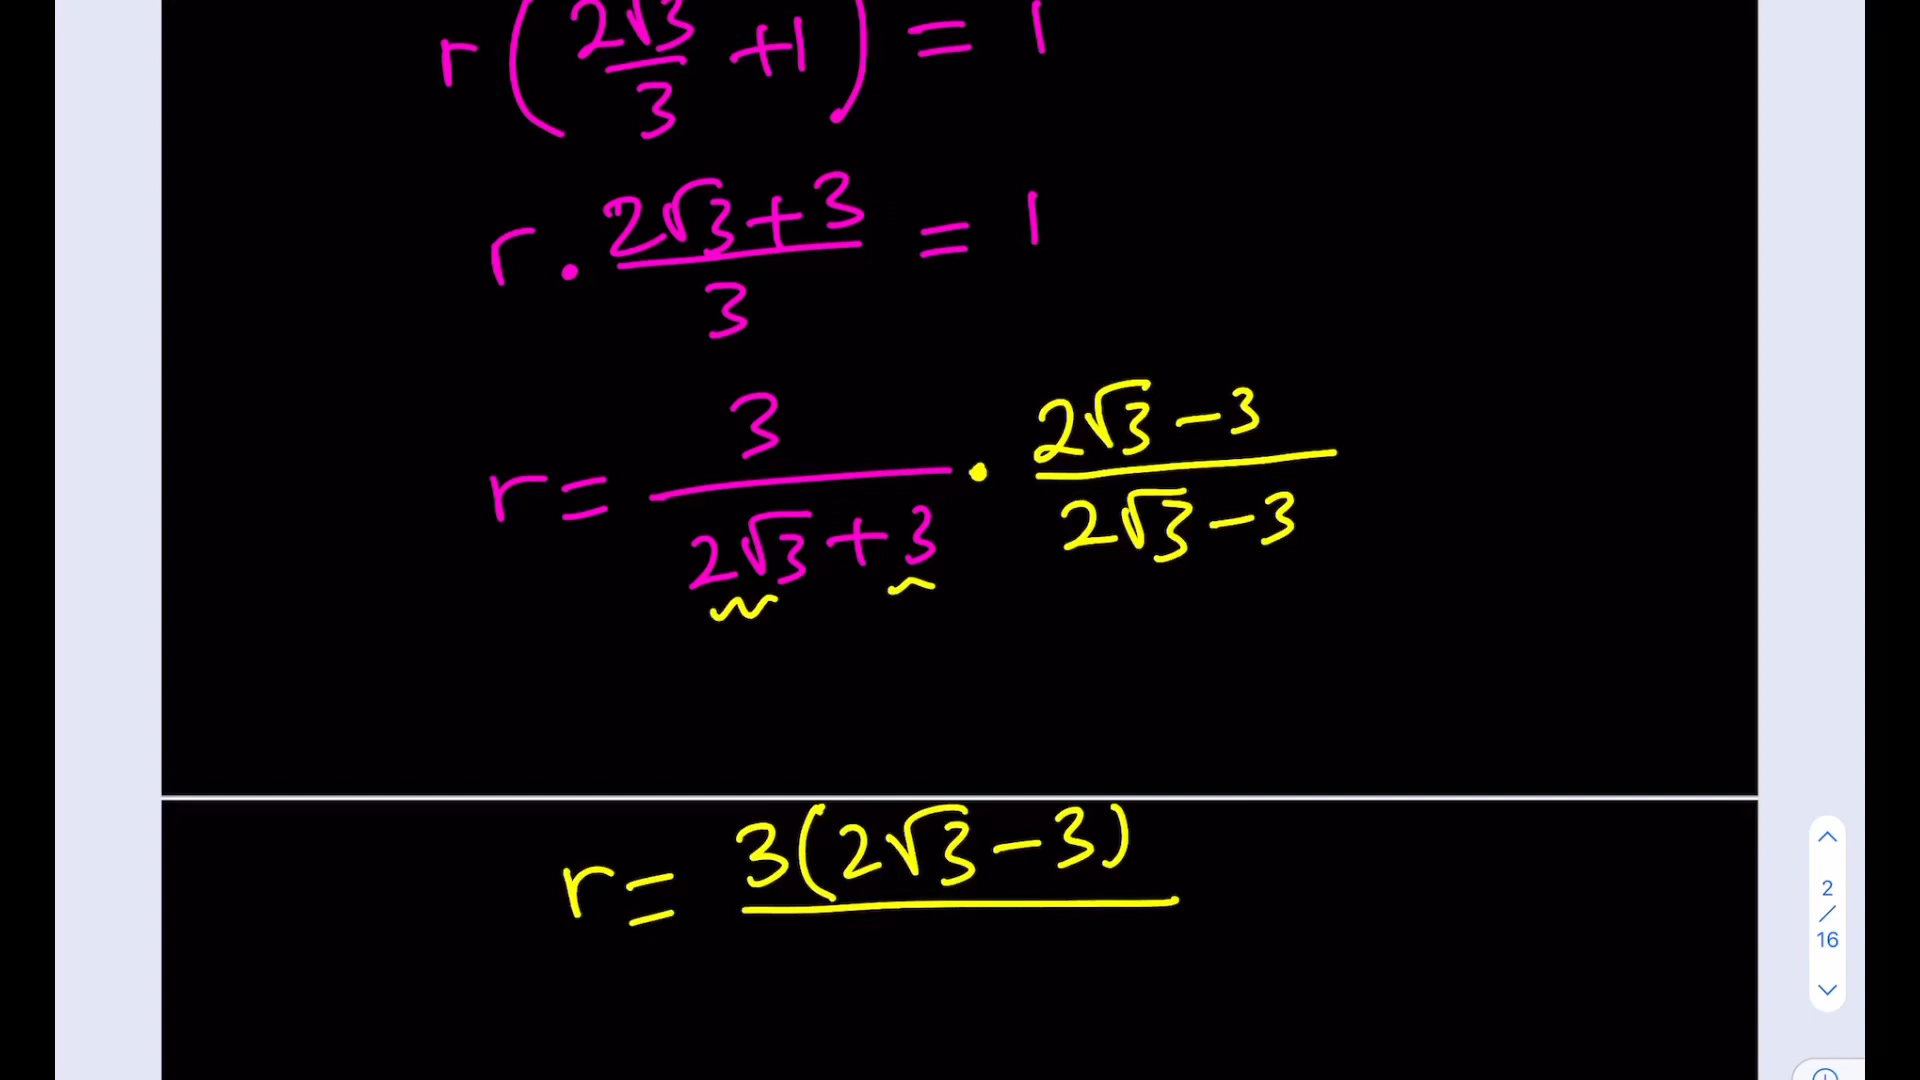 r(2√3/3 + 1) = 1
r · (2√3 + 3)/3 = 1
r = 3/(2√3 + 3) · (2√3 − 3)/(2√3 − 3)
r = 3(2√3 − 3)
2
/
16